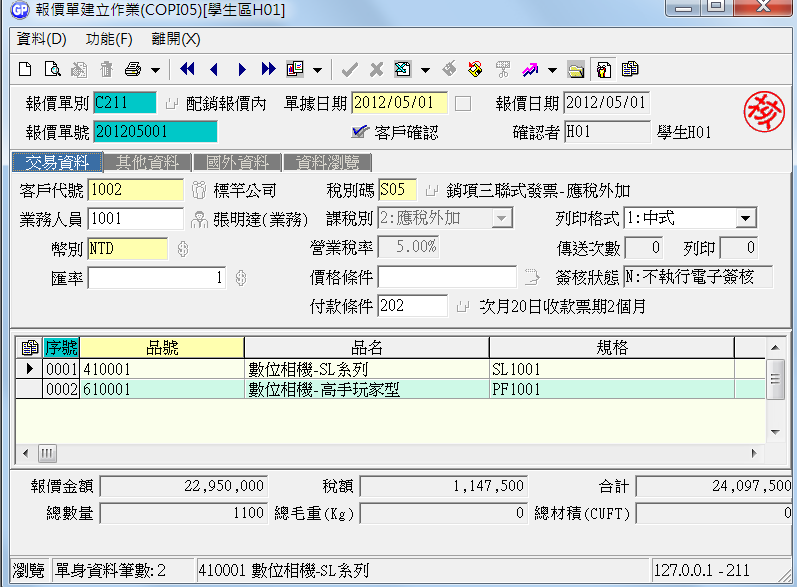 GP 報價單建立作業(COPI05)[學生區H01]
資料(D) 功能(F) 離開(X)
報價單別 C211 配銷報價內 單據日期 2012/05/01 報價日期 2012/05/01
報價單號 201205001 客戶確認 確認者 H01 學生H01
核
交易資料 其他資料 國外資料 資料瀏覽
客戶代號 1002 標竿公司 稅別碼 S05 銷項三聯式發票-應稅外加
業務人員 1001 張明達(業務) 課稅別 2:應稅外加 列印格式 1:中式
幣別 NTD 營業稅率 5.00% 傳送次數 0 列印 0
匯率 1 價格條件 簽核狀態 N:不執行電子簽核
付款條件 202 次月20日收款票期2個月
序號 品號 品名 規格
0001 410001 數位相機-SL系列 SL1001
0002 610001 數位相機-高手玩家型 PF1001
報價金額 22,950,000 稅額 1,147,500 合計 24,097,500
總數量 1100 總毛重(Kg) 0 總材積(CUFT) 0
瀏覽 單身資料筆數: 2 410001 數位相機-SL系列 127.0.0.1 - 211